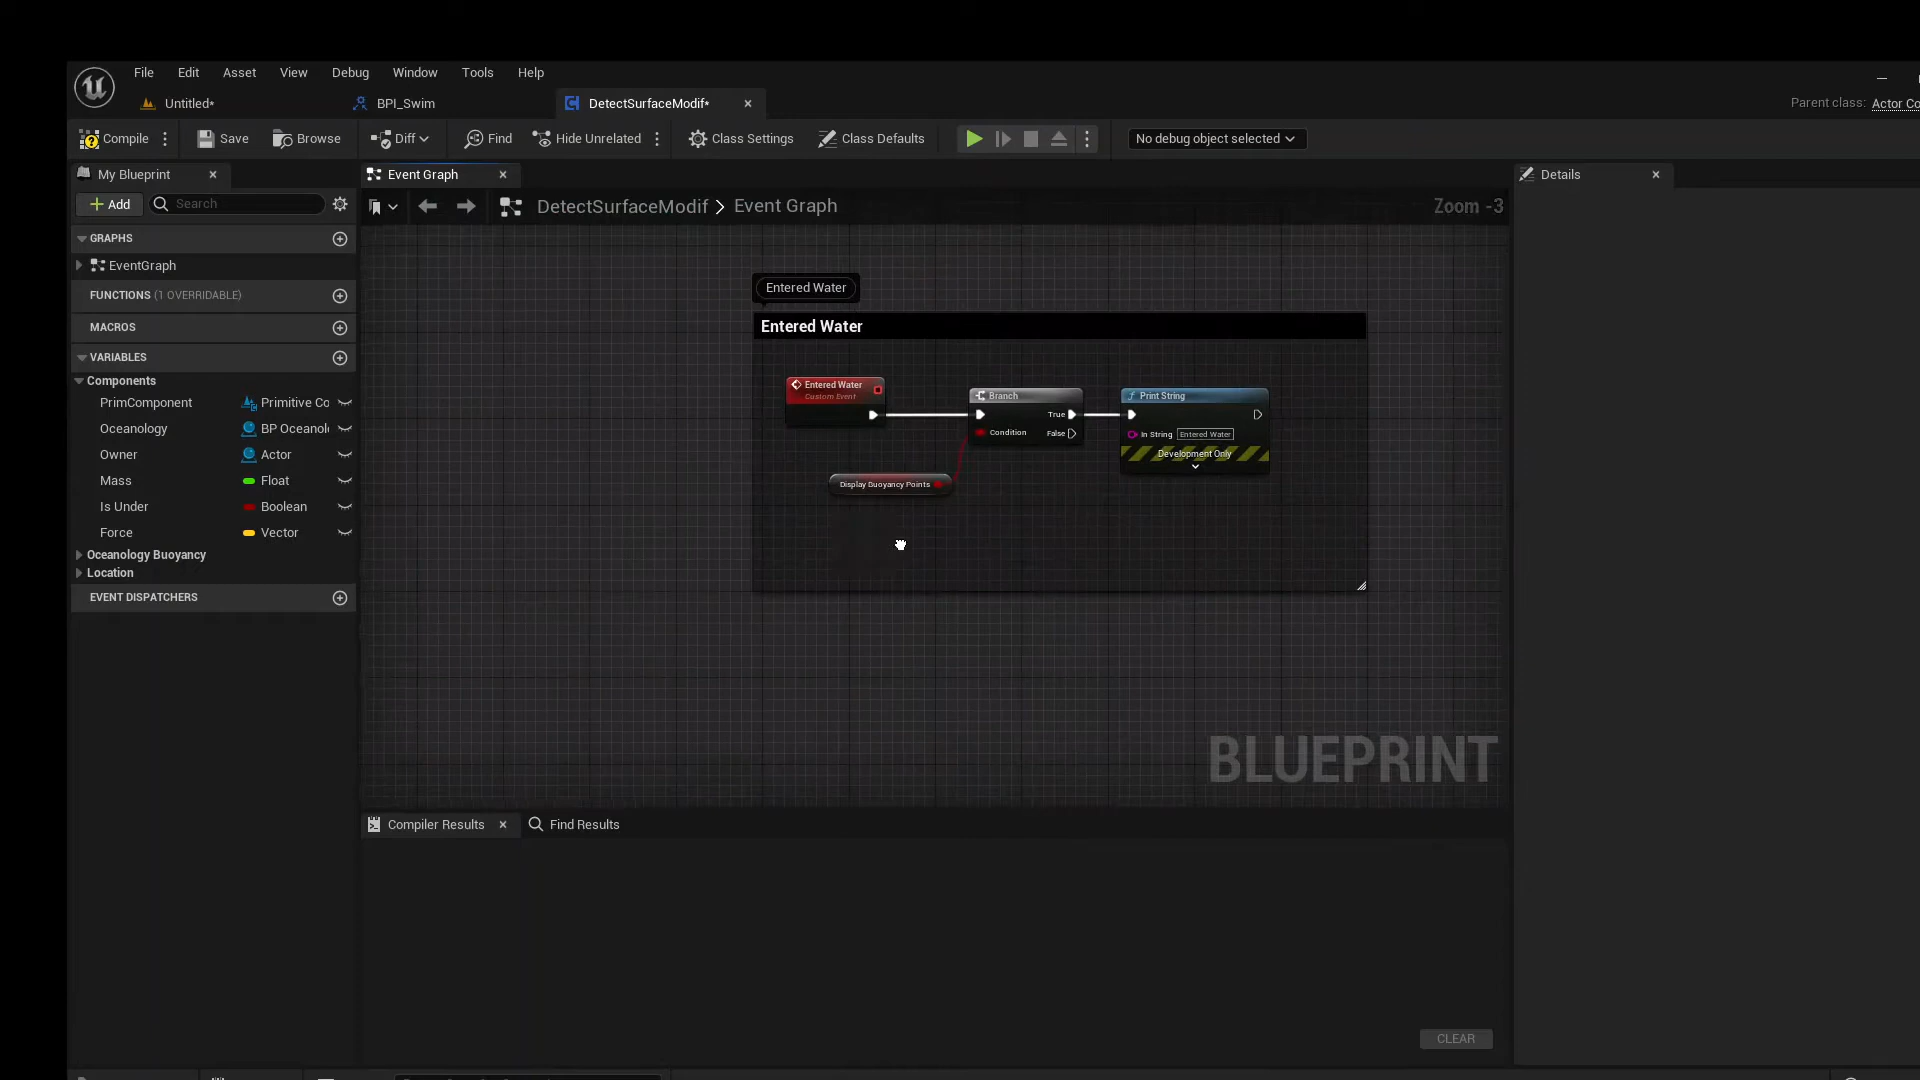 File Edit Asset View Debug Window Tools Help
Untitled* BPI_Swim DetectSurfaceModif*
Parent class: Actor Co
Compile Save Browse Diff Find Hide Unrelated Class Settings Class Defaults No debug object selected
My Blueprint Event Graph Details
Add Search DetectSurfaceModif > Event Graph Zoom -3
GRAPHS
EventGraph
FUNCTIONS (1 OVERRIDABLE)
MACROS
VARIABLES
Components
PrimComponent Primitive Co
Oceanology BP Oceanol
Owner Actor
Mass Float
Is Under Boolean
Force Vector
Oceanology Buoyancy
Location
EVENT DISPATCHERS
Entered Water
Entered Water
Entered Water
Custom Event
Branch
True
Condition False
Print String
In String Entered Water
Development Only
Display Buoyancy Points
BLUEPRINT
Compiler Results Find Results
CLEAR